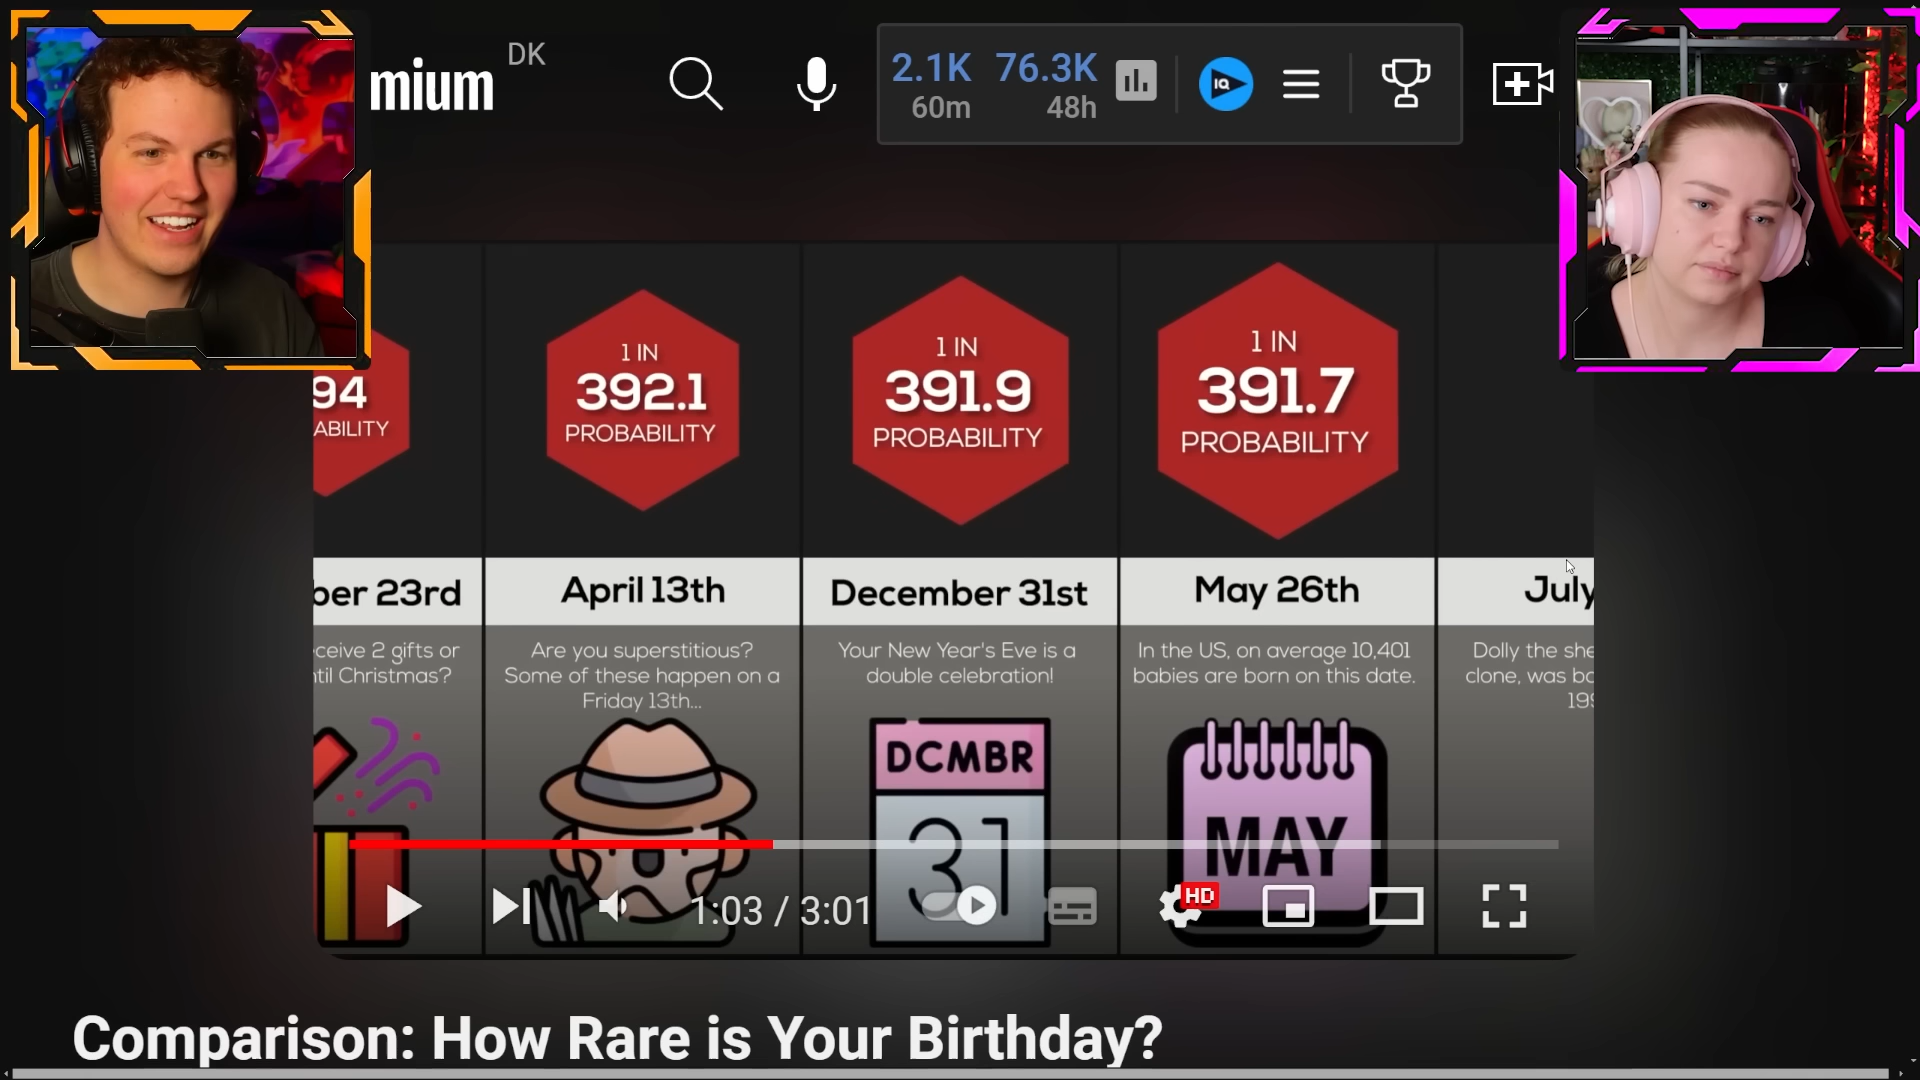 mium DK
2.1K 76.3K
60m 48h
IQ
94
ABILITY
1 IN
392.1
PROBABILITY
1 IN
391.9
PROBABILITY
1 IN
391.7
PROBABILITY
ber 23rd
April 13th
December 31st
May 26th
July
ceive 2 gifts or
ntil Christmas?
Are you superstitious?
Some of these happen on a
Friday 13th...
Your New Year's Eve is a
double celebration!
In the US, on average 10,401
babies are born on this date.
Dolly the she
clone, was bo
199
DCMBR
31
MAY
1:03 / 3:01
HD
Comparison: How Rare is Your Birthday?